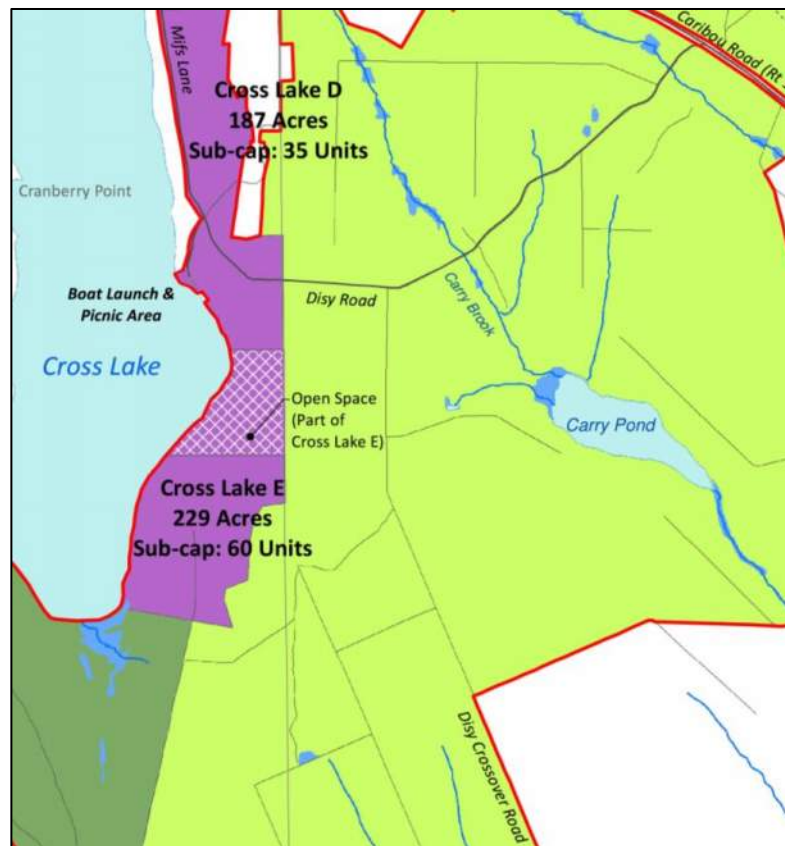 Mifs Lane
Caribou Road (Rt
Cross Lake D
187 Acres
Sub-cap: 35 Units
Cranberry Point
Boat Launch &
Picnic Area
Disy Road
Carry Brook
Cross Lake
Open Space
(Part of
Cross Lake E)
Carry Pond
Cross Lake E
229 Acres
Sub-cap: 60 Units
Disy Crossover Road